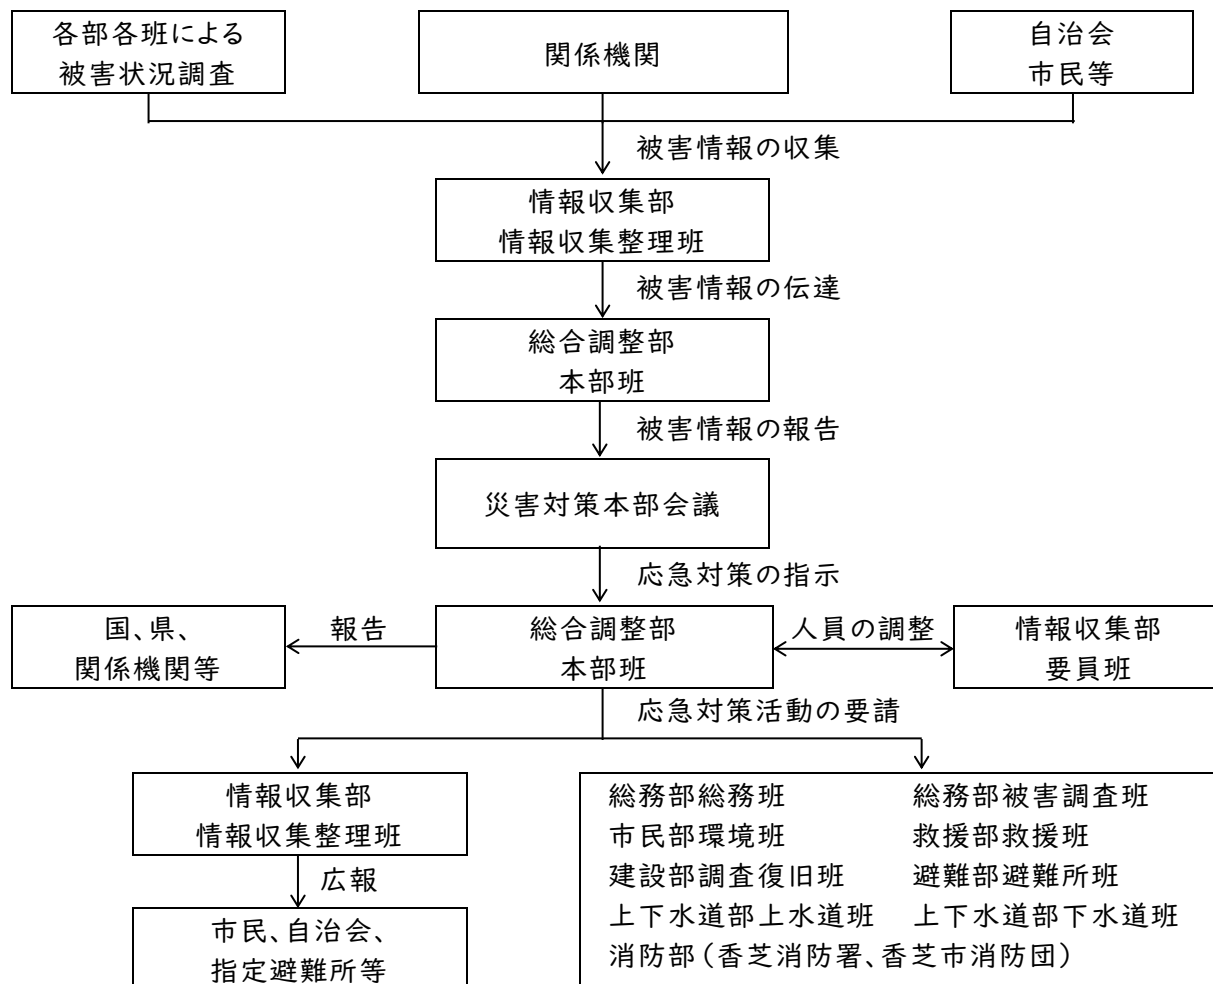 各部各班による
被害状況調査
関係機関
自治会
市民等
被害情報の収集
情報収集部
情報収集整理班
被害情報の伝達
総合調整部
本部班
被害情報の報告
災害対策本部会議
応急対策の指示
国、県、
関係機関等
報告
総合調整部
本部班
人員の調整
情報収集部
要員班
応急対策活動の要請
情報収集部
情報収集整理班
広報
市民、自治会、
指定避難所等
総務部総務班 総務部被害調査班
市民部環境班 救援部救援班
建設部調査復旧班 避難部避難所班
上下水道部上水道班 上下水道部下水道班
消防部（香芝消防署、香芝市消防団）